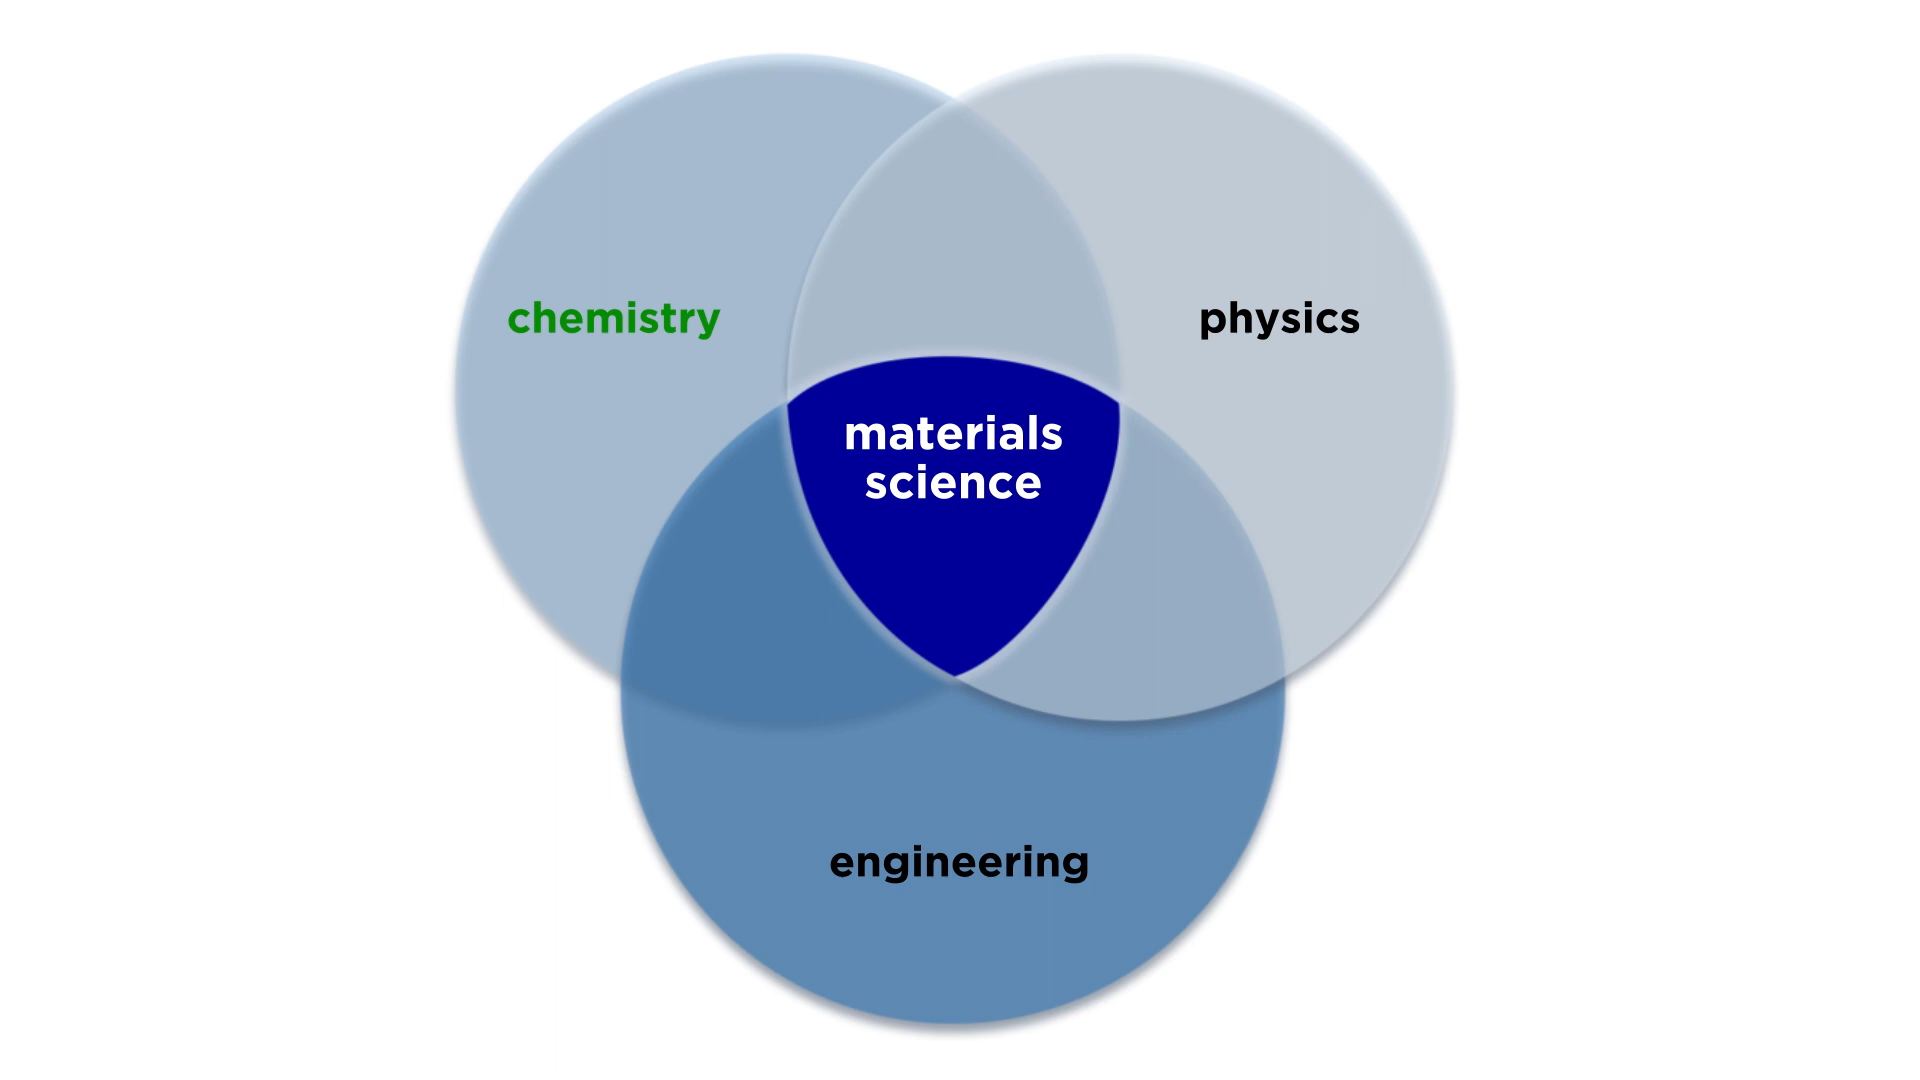 chemistry
physics
materials
science
engineering